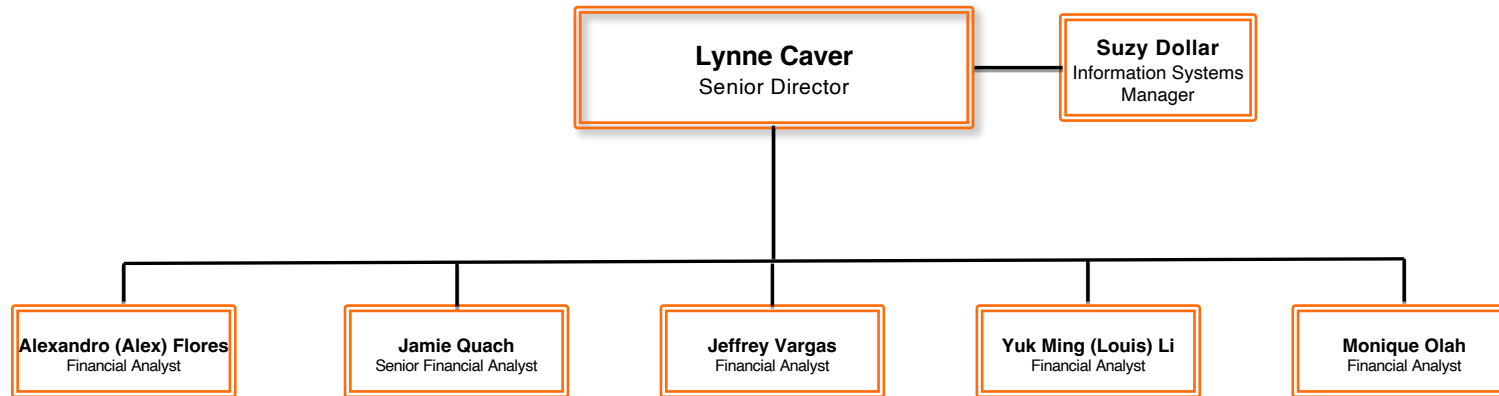 Lynne Caver
Senior Director
Suzy Dollar
Information Systems
Manager
Alexandro (Alex) Flores
Financial Analyst
Jamie Quach
Senior Financial Analyst
Jeffrey Vargas
Financial Analyst
Yuk Ming (Louis) Li
Financial Analyst
Monique Olah
Financial Analyst